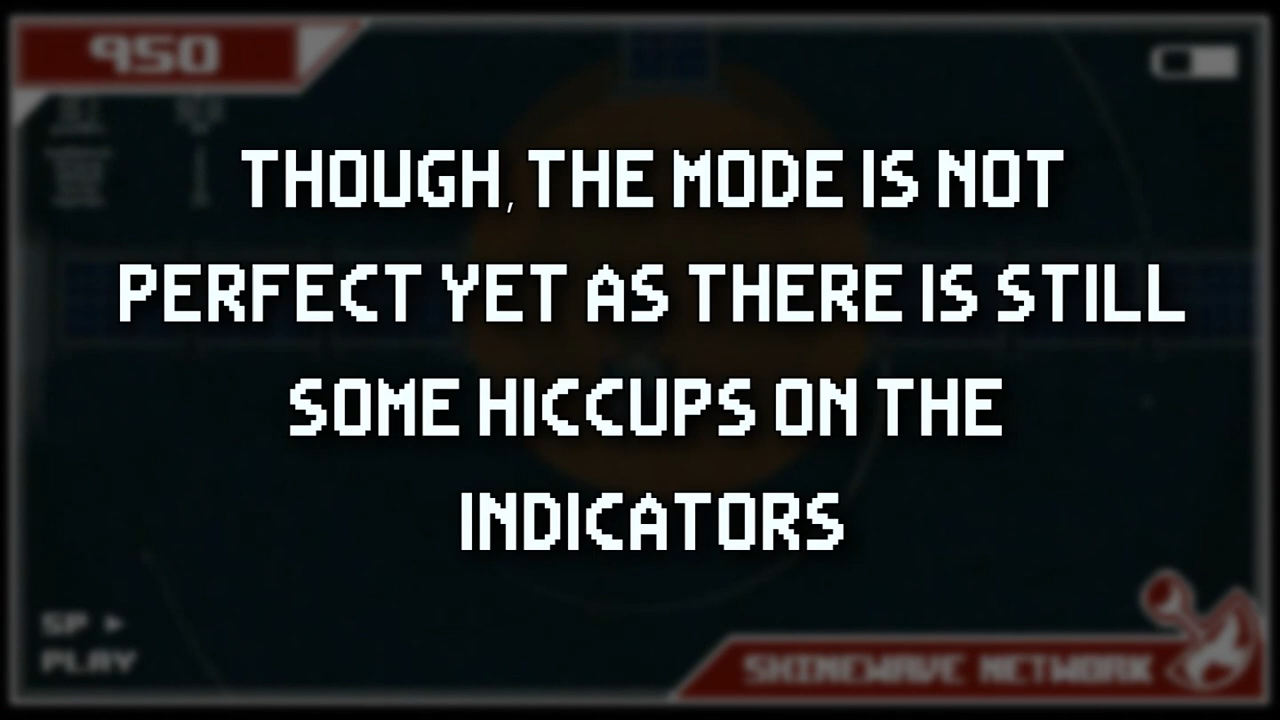 950
THOUGH, THE MODE IS NOT
PERFECT YET AS THERE IS STILL
SOME HICCUPS ON THE
INDICATORS
SP ►
PLAY
SHINEWAVE NETWORK